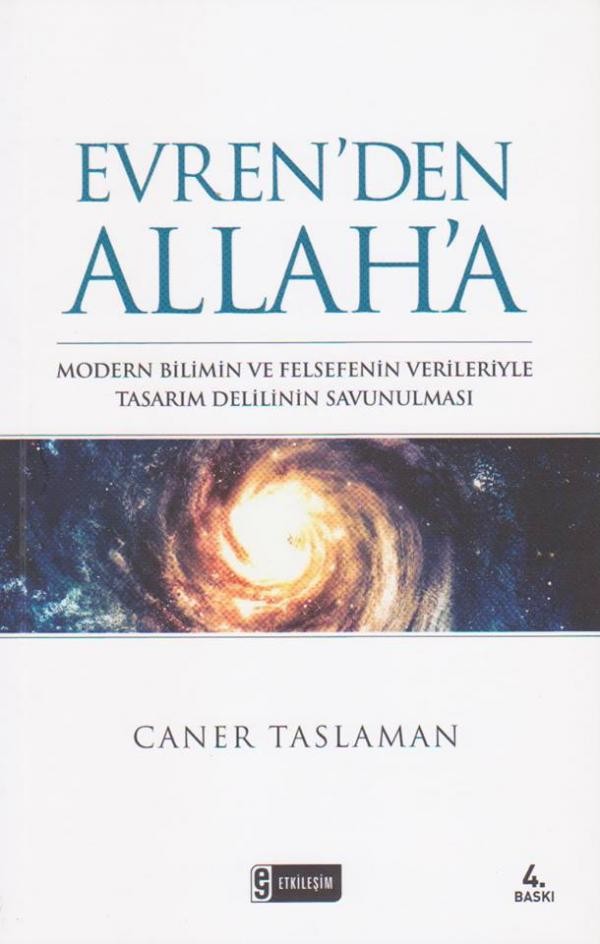 EVREN'DEN
ALLAH'A
MODERN BİLİMİN VE FELSEFENİN VERİLERİYLE
TASARIM DELİLİNİN SAVUNULMASI
CANER TASLAMAN
ETKİLEŞİM
4.
BASKI